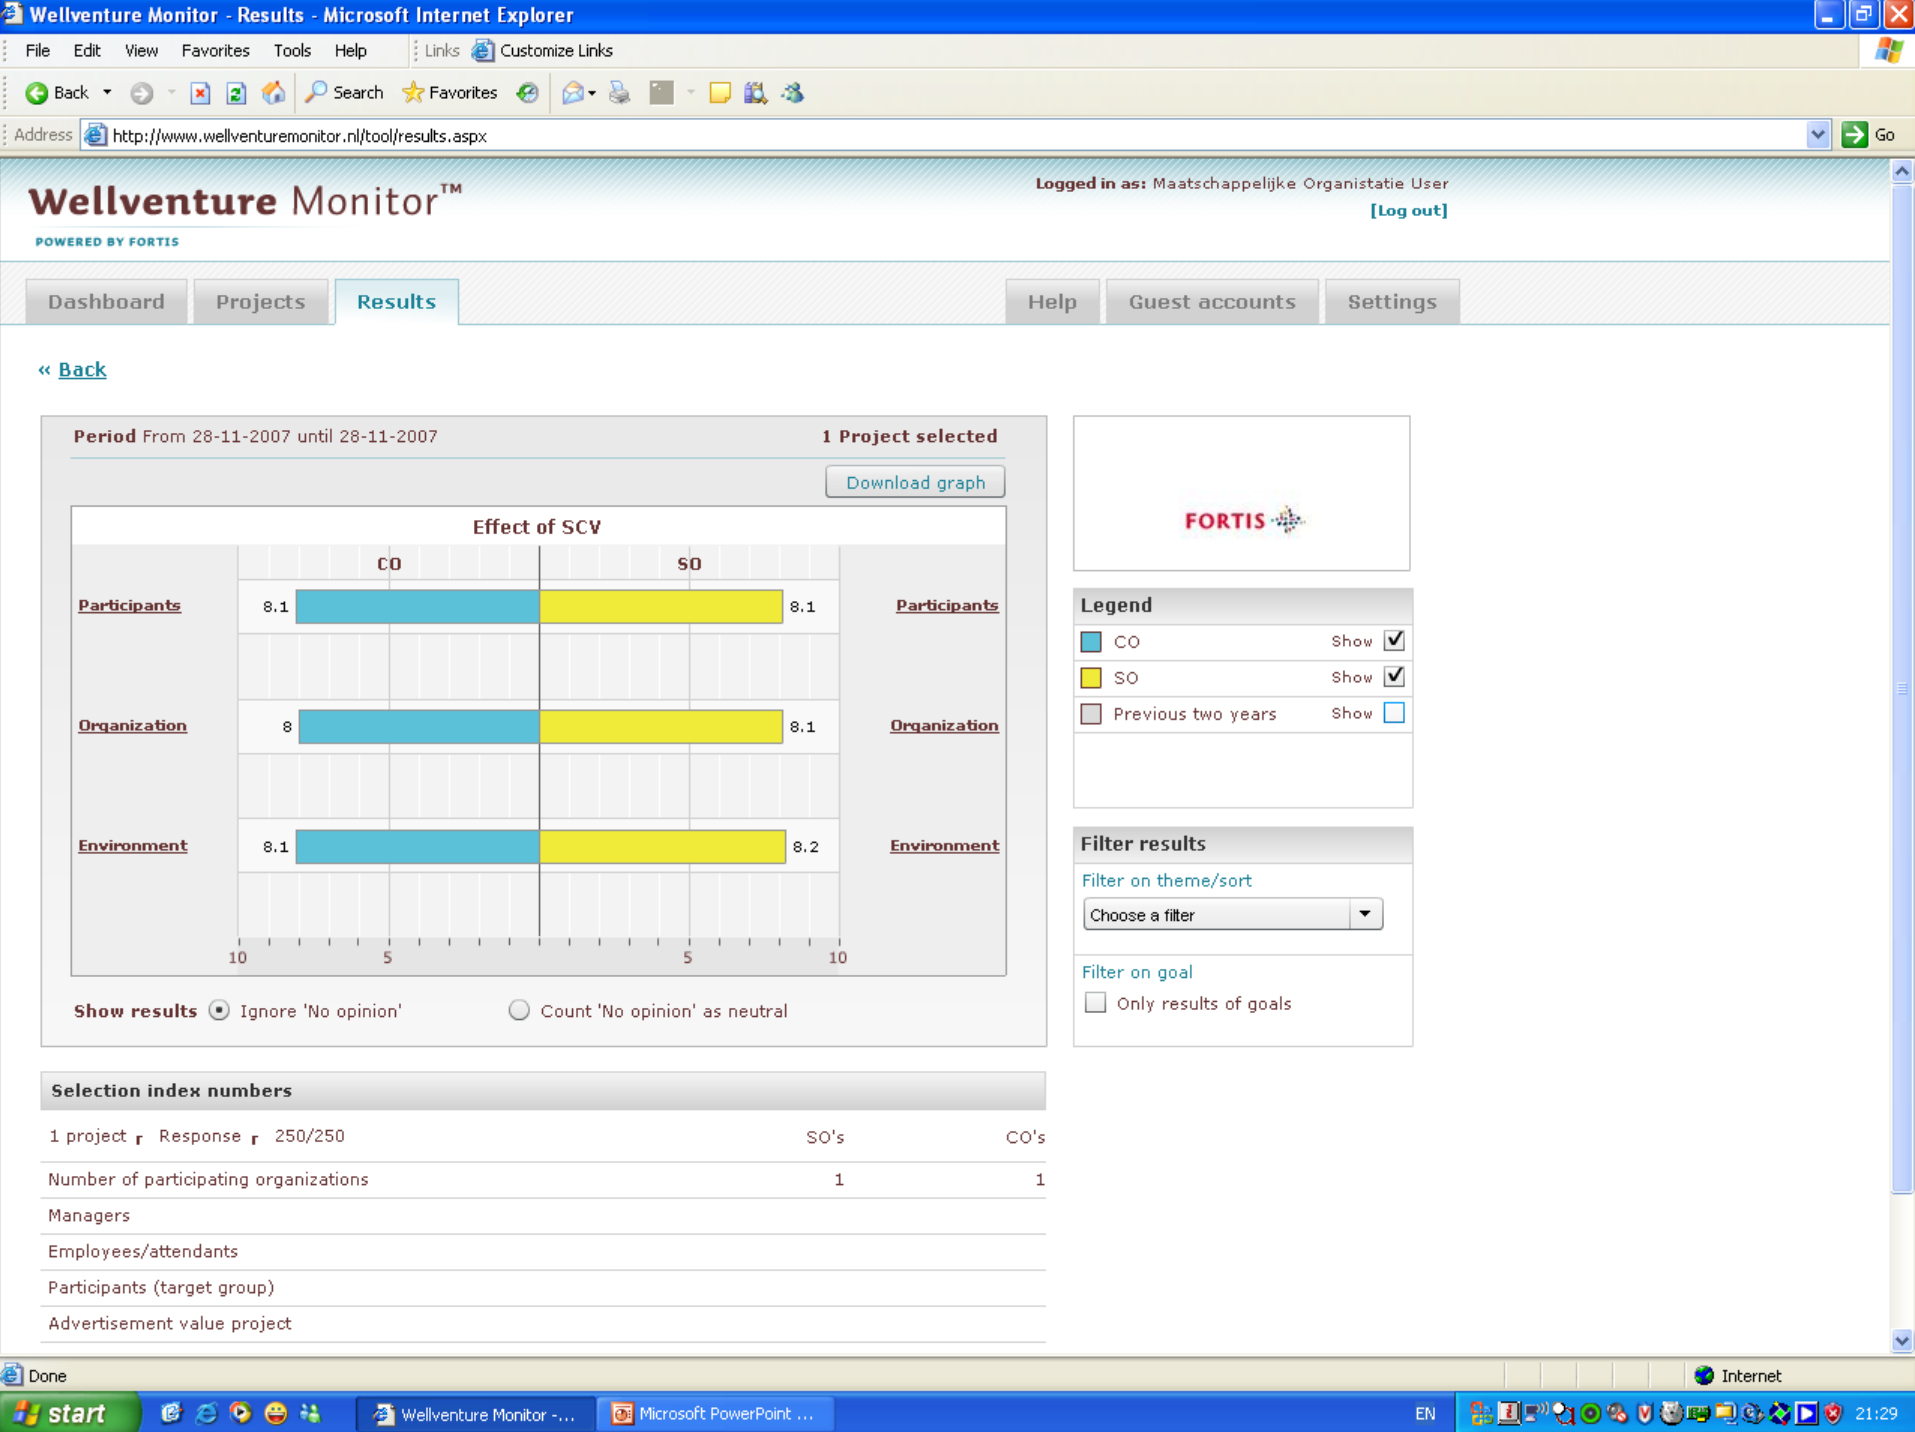 Wellventure Monitor - Results - Microsoft Internet Explorer
File Edit View Favorites Tools Help Links Customize Links
Back Search Favorites
Address http://www.wellventuremonitor.nl/tool/results.aspx Go
Wellventure Monitor™
POWERED BY FORTIS
Logged in as: Maatschappelijke Organistatie User
[Log out]
Dashboard Projects Results Help Guest accounts Settings
« Back
Period From 28-11-2007 until 28-11-2007 1 Project selected
Download graph
Effect of SCV
CO SO
Participants 8.1 8.1 Participants
Organization 8 8.1 Organization
Environment 8.1 8.2 Environment
10 5 5 10
Show results Ignore 'No opinion' Count 'No opinion' as neutral
FORTIS
Legend
CO Show
SO Show
Previous two years Show
Filter results
Filter on theme/sort
Choose a filter
Filter on goal
Only results of goals
Selection index numbers
1 project r Response r 250/250 SO's CO's
Number of participating organizations 1 1
Managers
Employees/attendants
Participants (target group)
Advertisement value project
Done Internet
start Wellventure Monitor -... Microsoft PowerPoint ... EN 21:29